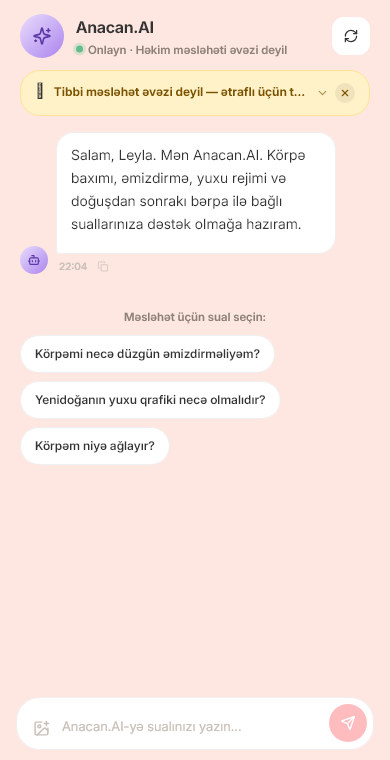 Anacan.AI
Onlayn · Həkim məsləhəti əvəzi deyil
Tibbi məsləhət əvəzi deyil — ətraflı üçün t...
Salam, Leyla. Mən Anacan.AI. Körpə
baxımı, əmizdirmə, yuxu rejimi və
doğuşdan sonrakı bərpa ilə bağlı
suallarınıza dəstək olmağa hazıram.
22:04
Məsləhət üçün sual seçin:
Körpəmi necə düzgün əmizdirməliyəm?
Yenidoğanın yuxu qrafiki necə olmalıdır?
Körpəm niyə ağlayır?
Anacan.AI-yə sualınızı yazın...